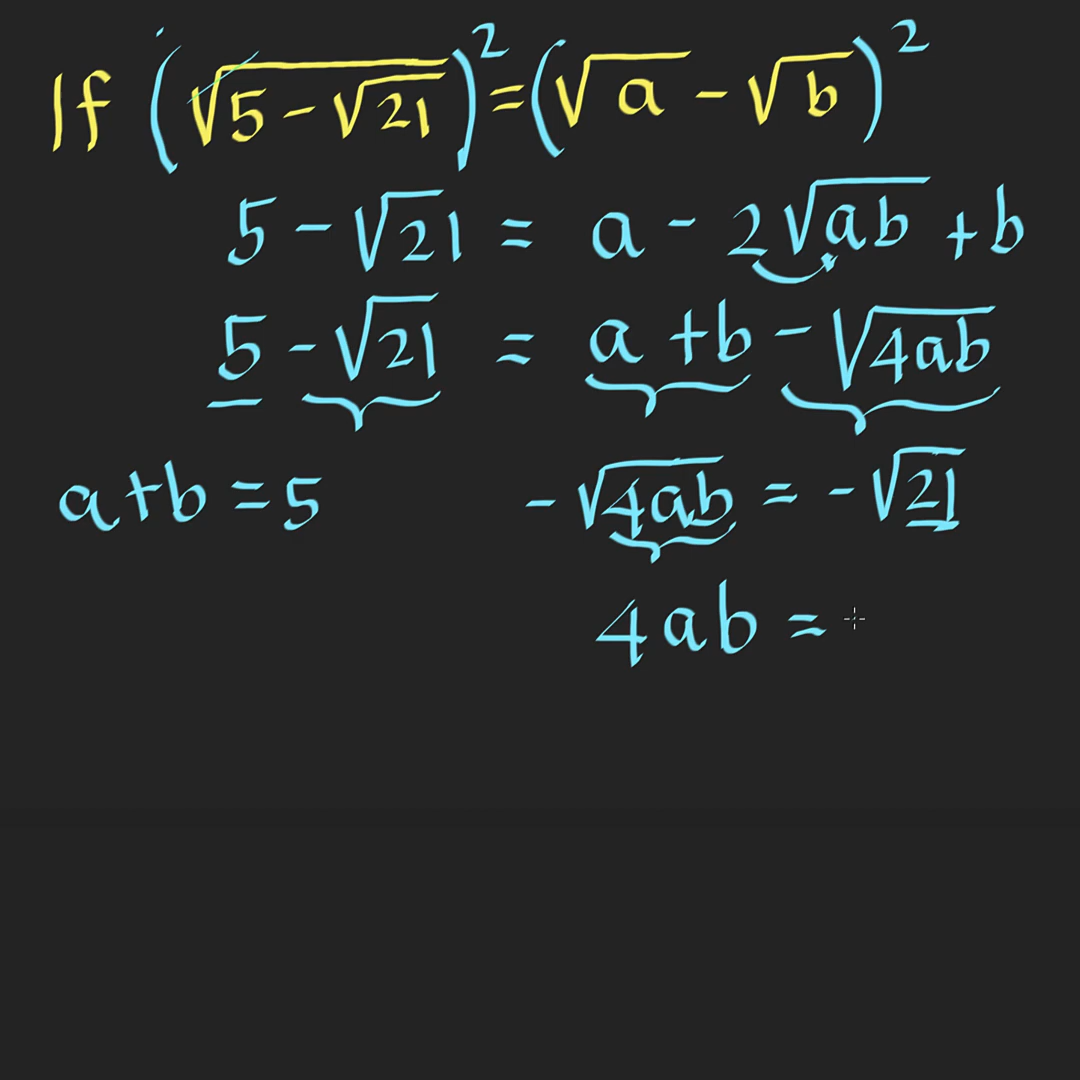 If (√(5 - √21))² = (√a - √b)²
5 - √21 = a - 2√ab + b
5 - √21 = a + b - √4ab
a + b = 5
-√4ab = -√21
4ab =